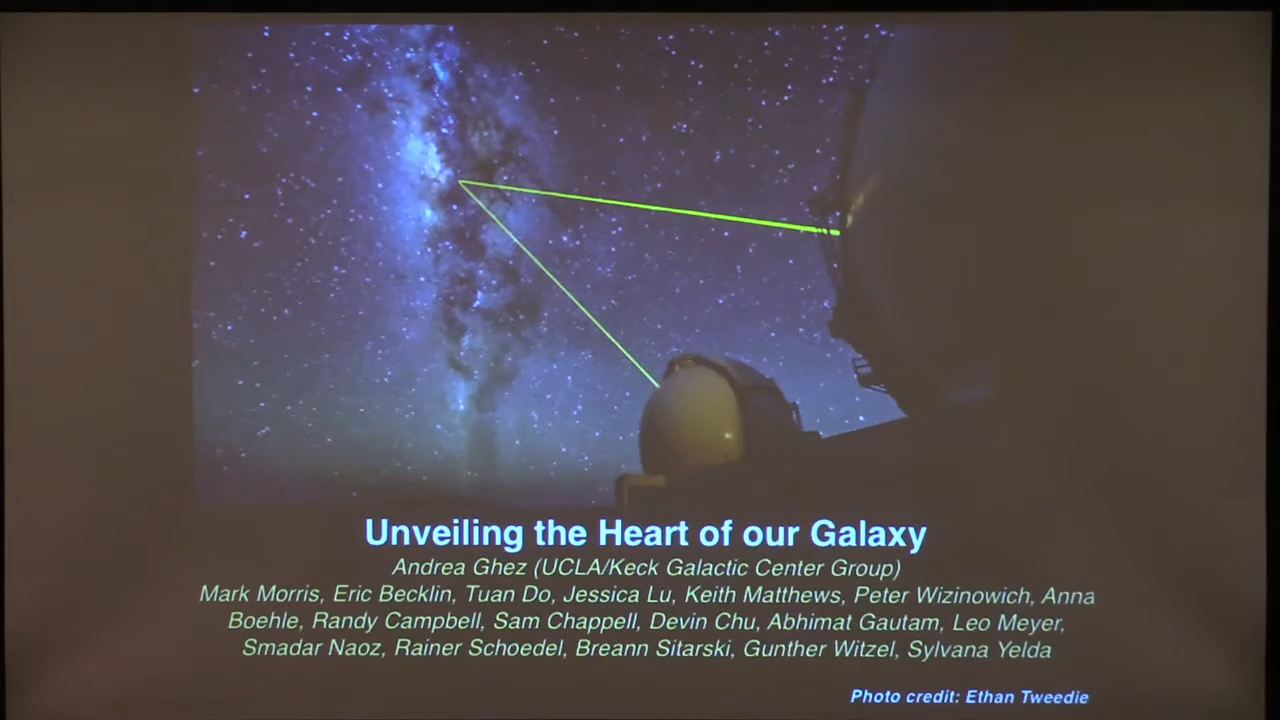 Unveiling the Heart of our Galaxy
Andrea Ghez (UCLA/Keck Galactic Center Group)
Mark Morris, Eric Becklin, Tuan Do, Jessica Lu, Keith Matthews, Peter Wizinowich, Anna
Boehle, Randy Campbell, Sam Chappell, Devin Chu, Abhimat Gautam, Leo Meyer,
Smadar Naoz, Rainer Schoedel, Breann Sitarski, Gunther Witzel, Sylvana Yelda
Photo credit: Ethan Tweedie